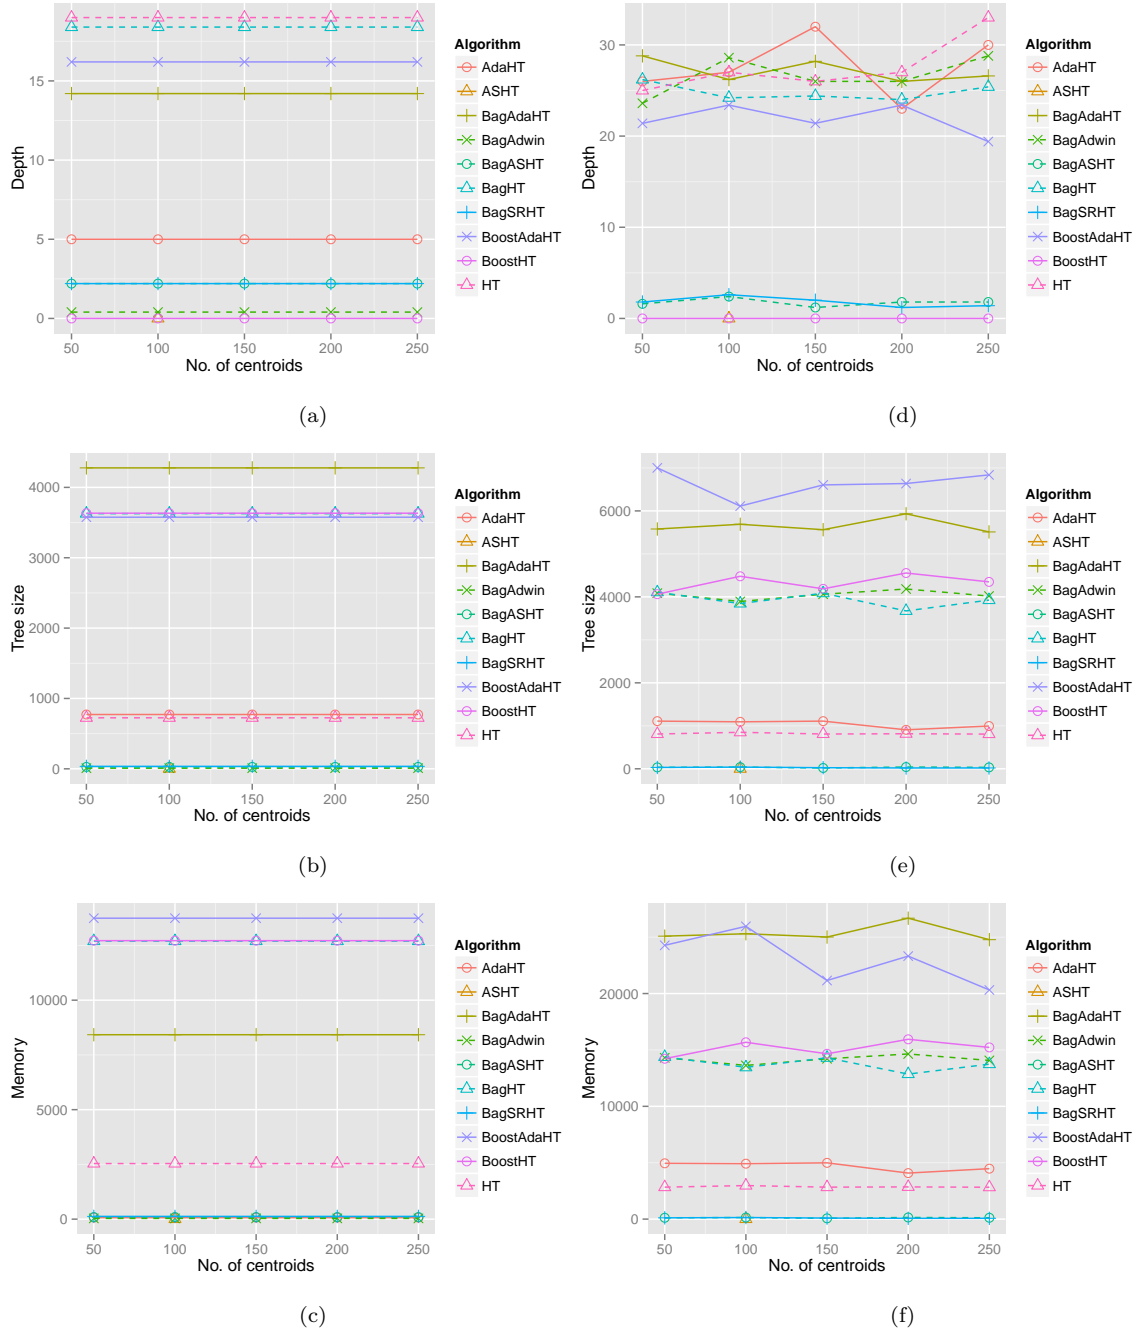 Depth
15
10
5
0
50 100 150 200 250
No. of centroids
Algorithm
AdaHT
ASHT
BagAdaHT
BagAdwin
BagASHT
BagHT
BagSRHT
BoostAdaHT
BoostHT
HT
(a)
Depth
30
20
10
0
50 100 150 200 250
No. of centroids
Algorithm
AdaHT
ASHT
BagAdaHT
BagAdwin
BagASHT
BagHT
BagSRHT
BoostAdaHT
BoostHT
HT
(d)
Tree size
4000
3000
2000
1000
0
50 100 150 200 250
No. of centroids
Algorithm
AdaHT
ASHT
BagAdaHT
BagAdwin
BagASHT
BagHT
BagSRHT
BoostAdaHT
BoostHT
HT
(b)
Tree size
6000
4000
2000
0
50 100 150 200 250
No. of centroids
Algorithm
AdaHT
ASHT
BagAdaHT
BagAdwin
BagASHT
BagHT
BagSRHT
BoostAdaHT
BoostHT
HT
(e)
Memory
10000
5000
0
50 100 150 200 250
No. of centroids
Algorithm
AdaHT
ASHT
BagAdaHT
BagAdwin
BagASHT
BagHT
BagSRHT
BoostAdaHT
BoostHT
HT
(c)
Memory
20000
10000
0
50 100 150 200 250
No. of centroids
Algorithm
AdaHT
ASHT
BagAdaHT
BagAdwin
BagASHT
BagHT
BagSRHT
BoostAdaHT
BoostHT
HT
(f)